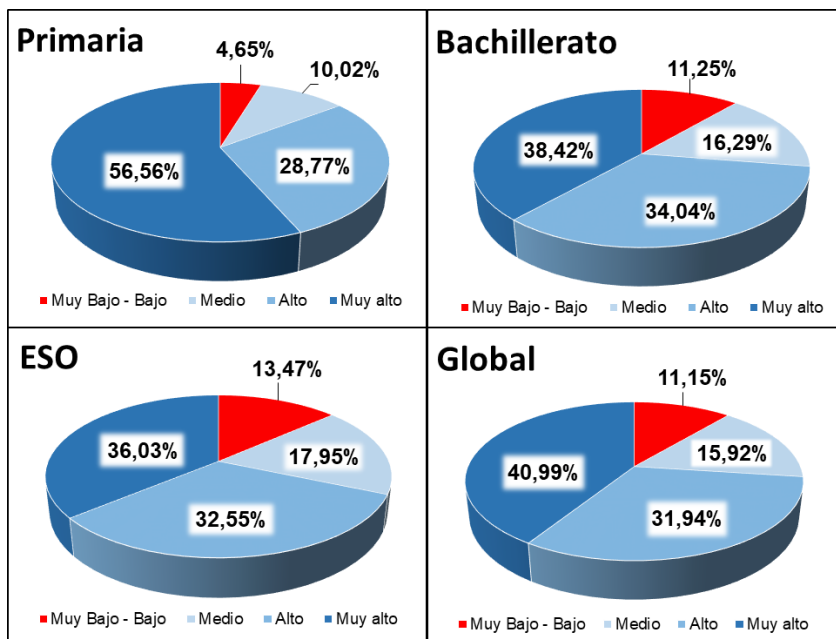 Primaria
4,65%
10,02%
28,77%
56,56%
Muy Bajo - Bajo Medio Alto Muy alto
Bachillerato
11,25%
16,29%
38,42%
34,04%
Muy Bajo - Bajo Medio Alto Muy alto
ESO
13,47%
17,95%
36,03%
32,55%
Muy Bajo - Bajo Medio Alto Muy alto
Global
11,15%
15,92%
40,99%
31,94%
Muy Bajo - Bajo Medio Alto Muy alto